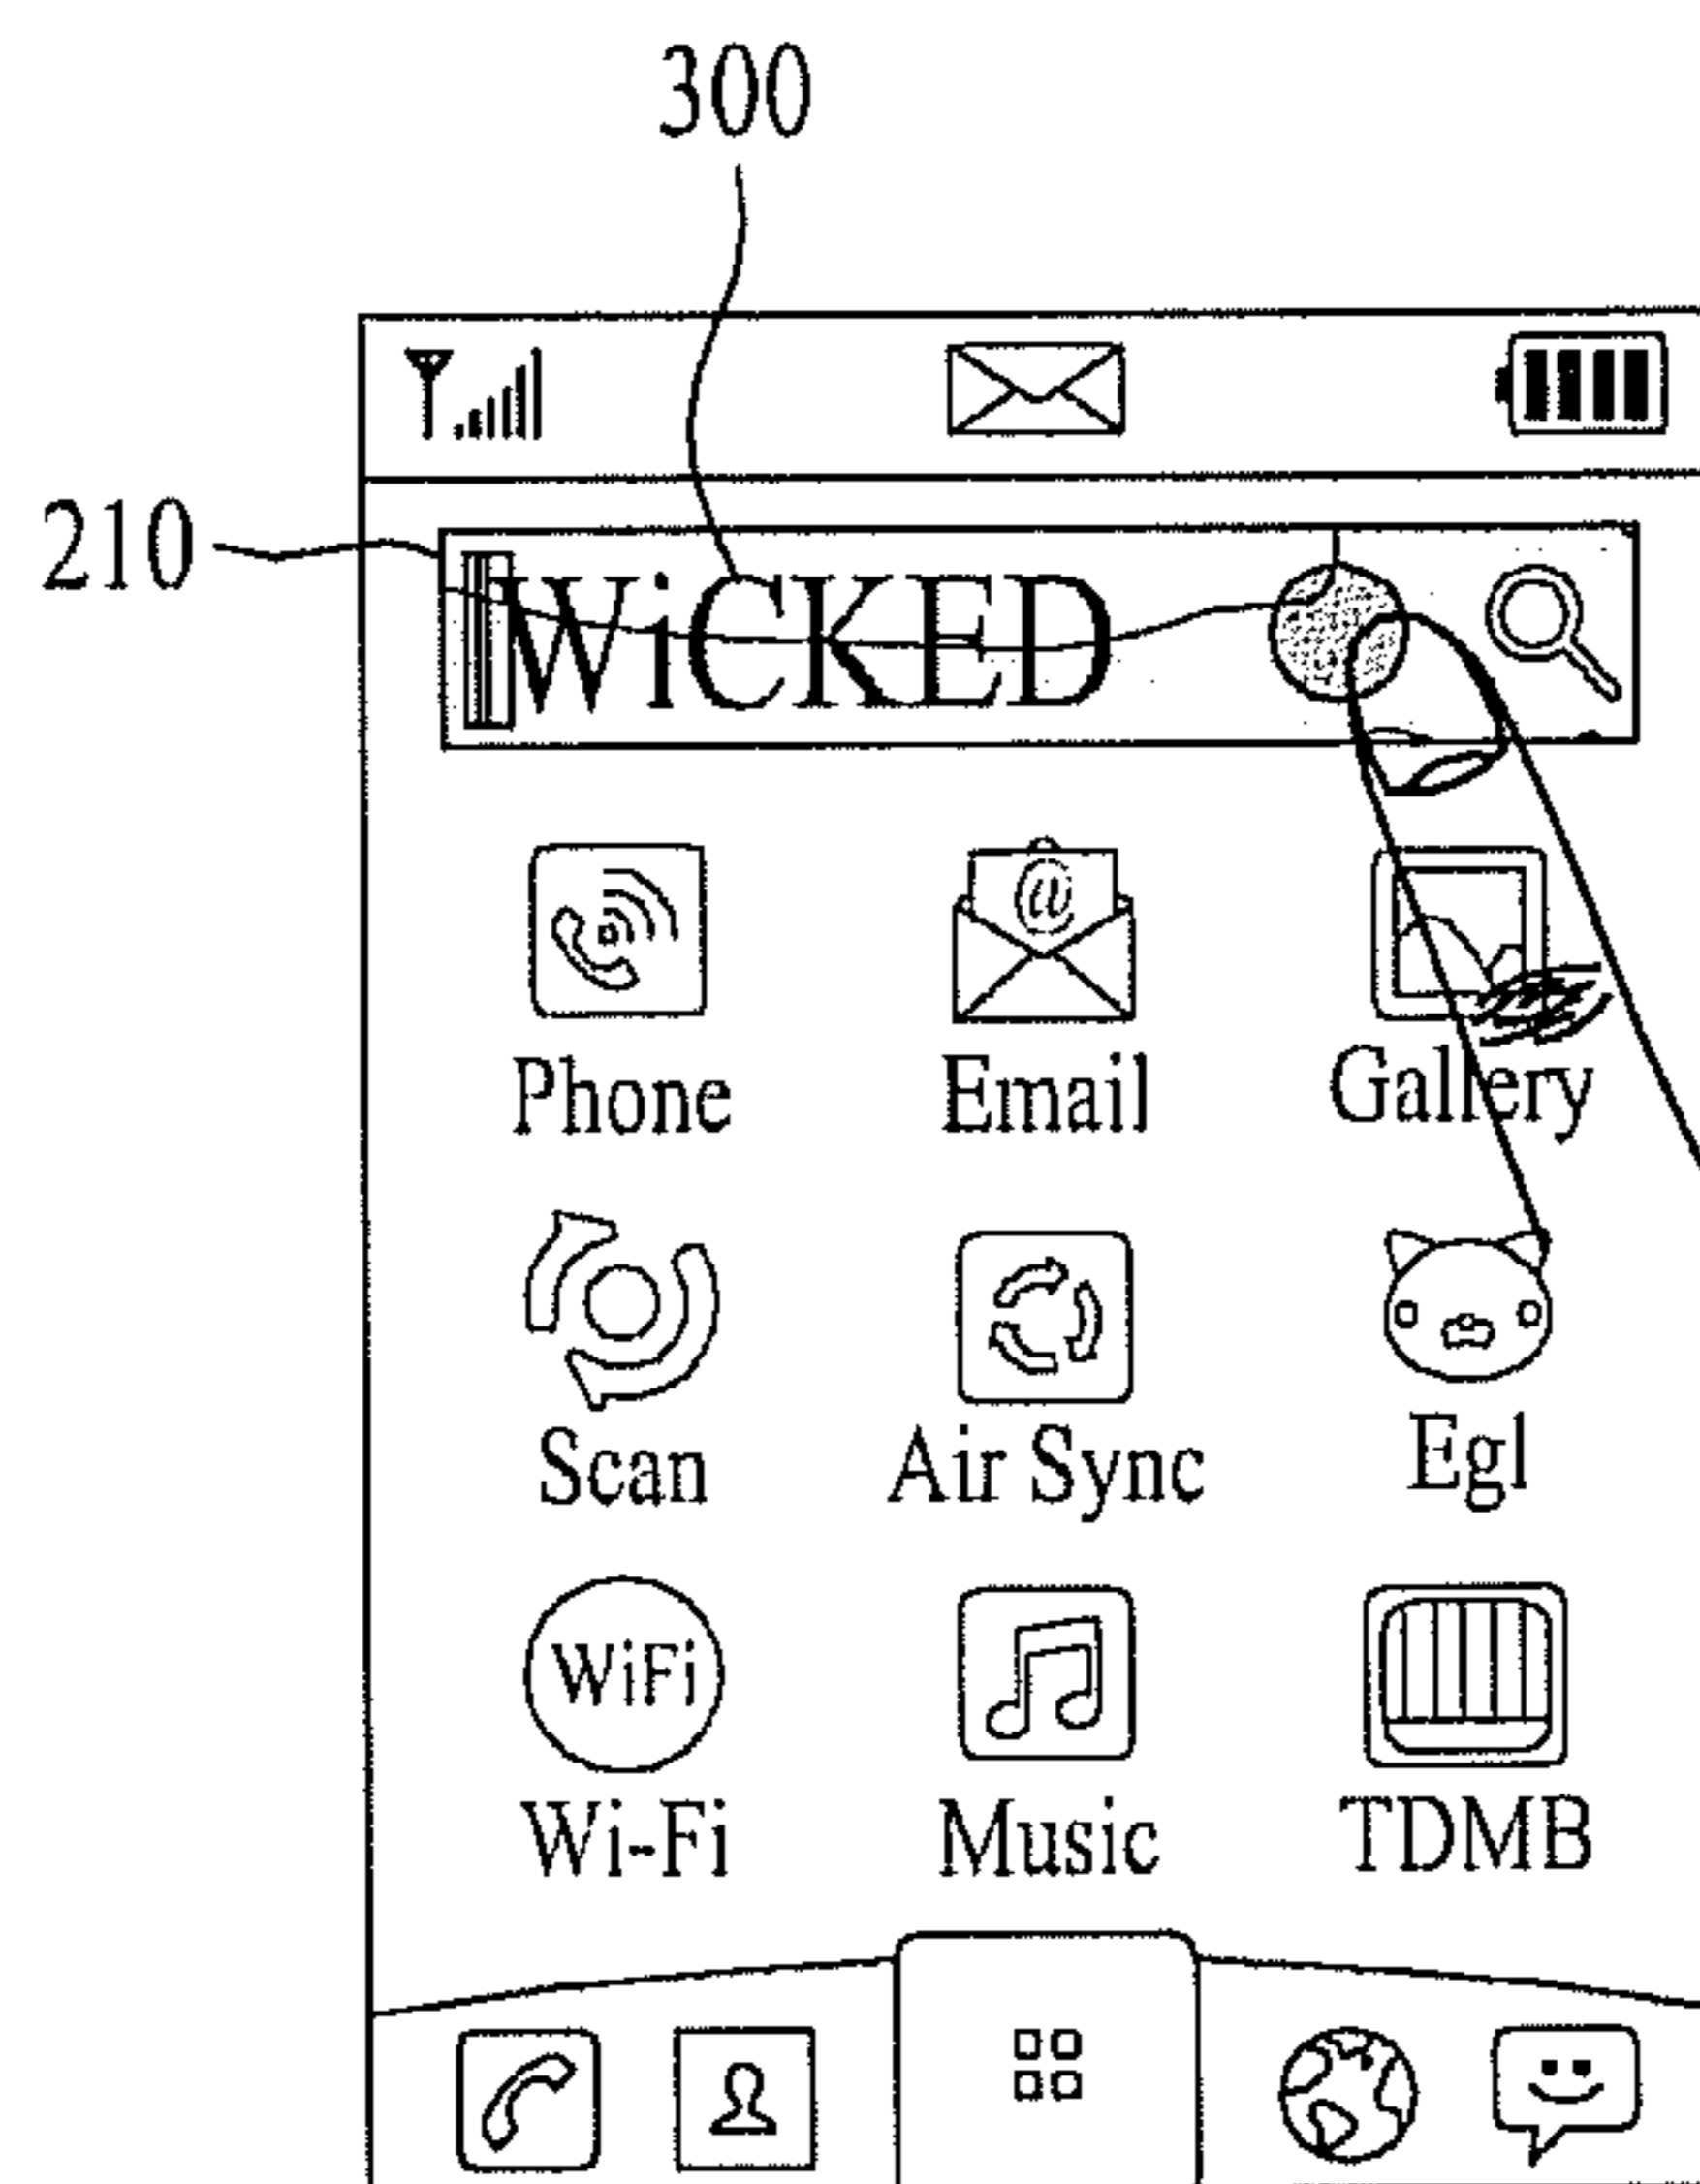 300
210
WiCKED
@
Phone Email Gallery
Scan Air Sync Egl
WiFi
Wi-Fi Music TDMB